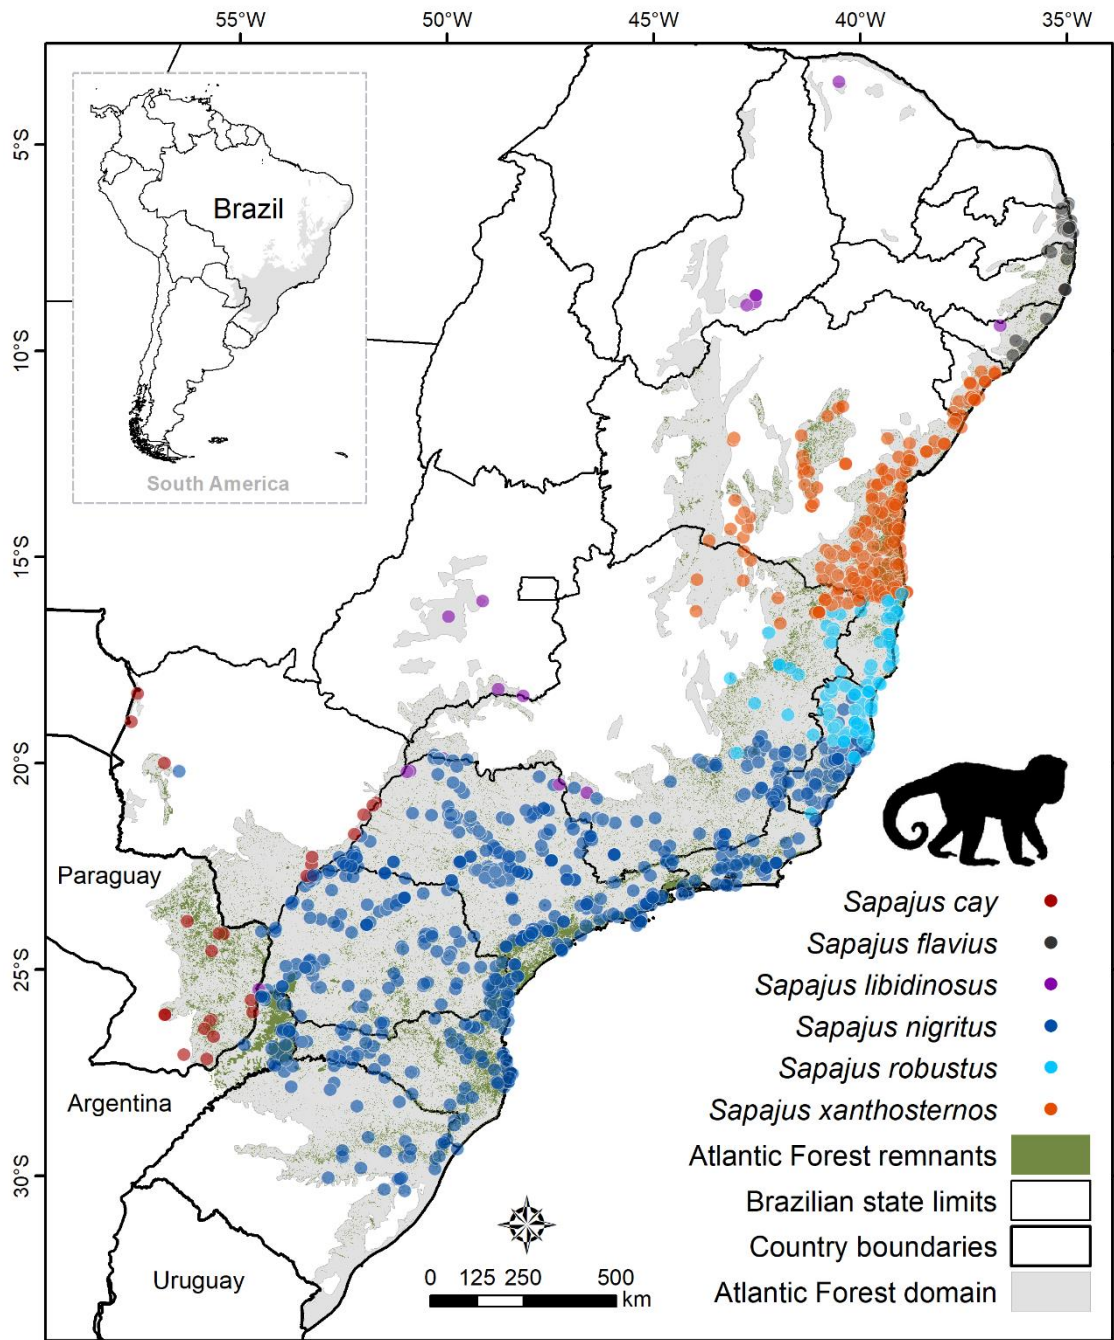 55°W
50°W
45°W
40°W
35°W
5°S
10°S
15°S
20°S
25°S
30°S
Brazil
South America
Paraguay
Argentina
Uruguay
Sapajus cay
Sapajus flavius
Sapajus libidinosus
Sapajus nigritus
Sapajus robustus
Sapajus xanthosternos
Atlantic Forest remnants
Brazilian state limits
Country boundaries
Atlantic Forest domain
0 125 250 500
km